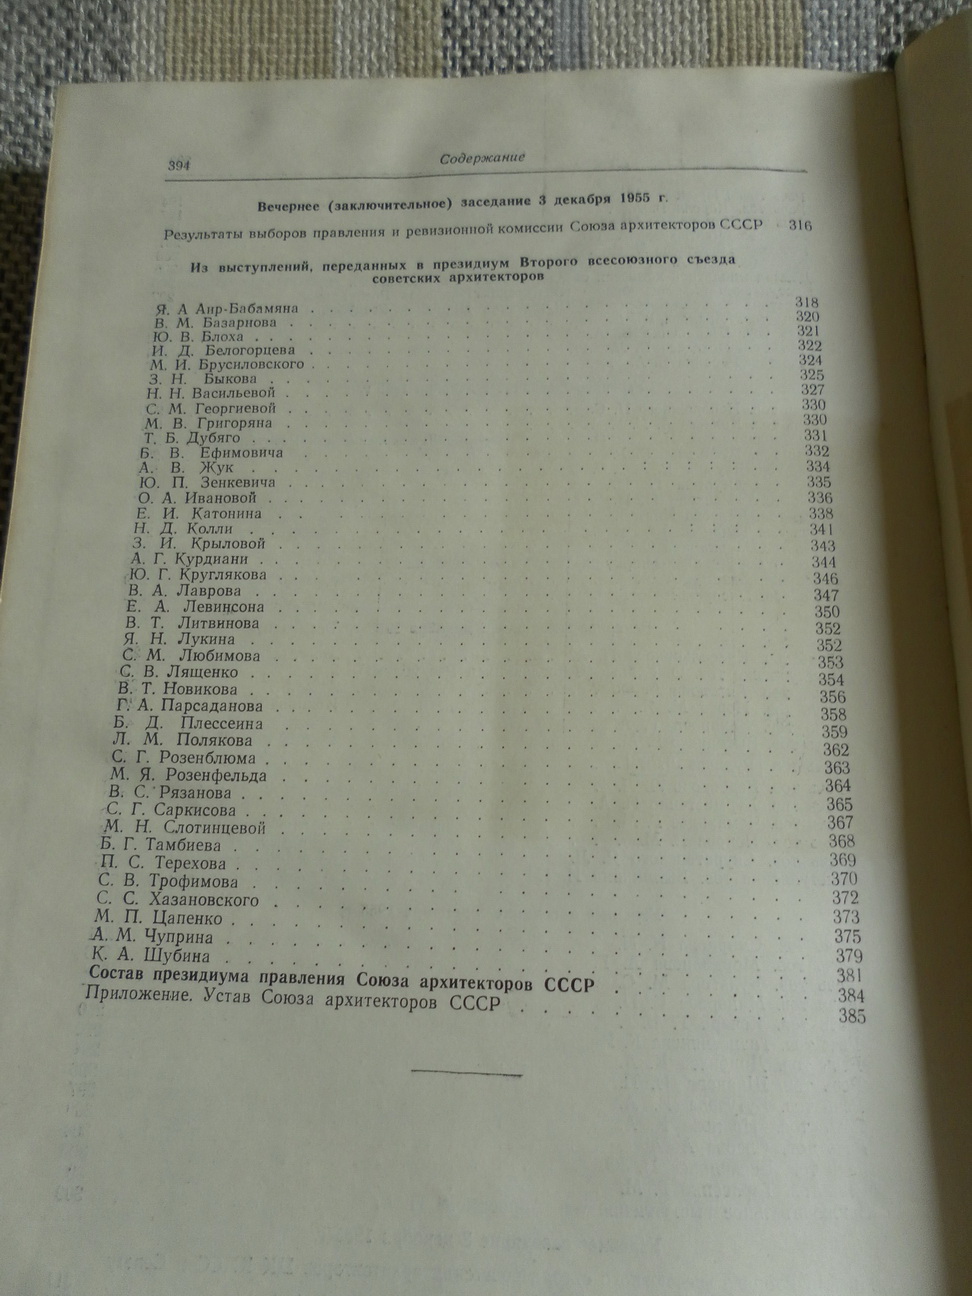 394 Содержание
Вечернее (заключительное) заседание 3 декабря 1955 г.
Результаты выборов правления и ревизионной комиссии Союза архитекторов СССР 316
Из выступлений, переданных в президиум Второго всесоюзного съезда
советских архитекторов
Я. А Аир-Бабамяна 318
В. М. Базарнова 320
Ю. В. Блоха 321
И. Д. Белогорцева 322
М. И. Брусиловского 324
З. Н. Быкова 325
Н. Н. Васильевой 327
С. М. Георгиевой 330
М. В. Григоряна 330
Т. Б. Дубяго 331
Б. В. Ефимовича 332
А. В. Жук 334
Ю. П. Зенкевича 335
О. А. Ивановой 336
Е. И. Катонина 338
Н. Д. Колли 341
З. И. Крыловой 343
А. Г. Курдиани 344
Ю. Г. Круглякова 346
В. А. Лаврова 347
Е. А. Левинсона 350
В. Т. Литвинова 352
Я. Н. Лукина 352
С. М. Любимова 353
С. В. Лященко 354
В. Т. Новикова 356
Г. А. Парсаданова 358
Б. Д. Плессеина 359
Л. М. Полякова 362
С. Г. Розенблюма 363
М. Я. Розенфельда 364
В. С. Рязанова 365
С. Г. Саркисова 367
М. Н. Слотинцевой 368
Б. Г. Тамбиева 369
П. С. Терехова 370
С. В. Трофимова 372
С. С. Хазановского 373
М. П. Цапенко 375
А. М. Чуприна 379
К. А. Шубина 381
Состав президиума правления Союза архитекторов СССР 384
Приложение. Устав Союза архитекторов СССР 385